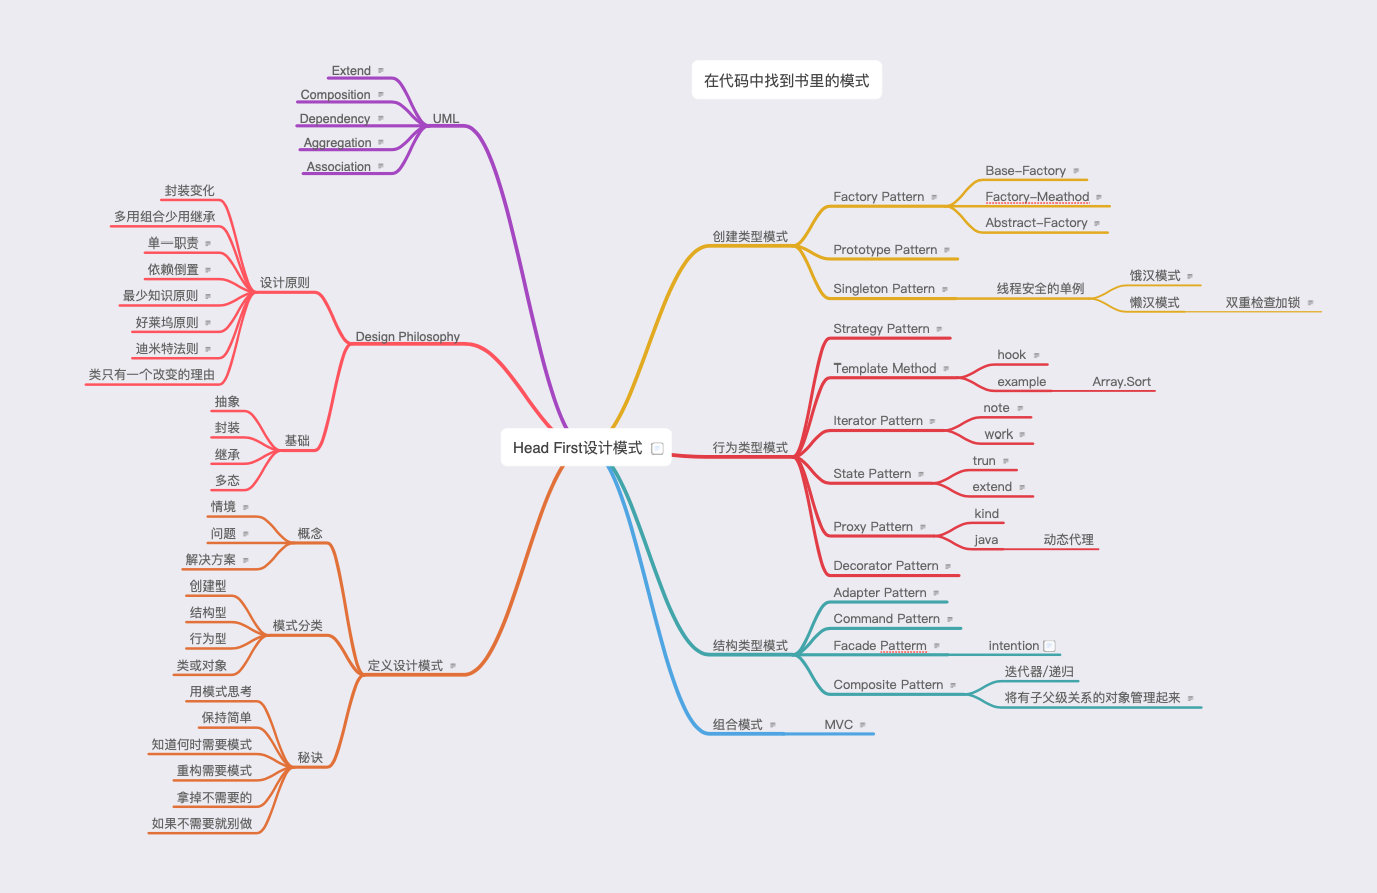 在代码中找到书里的模式
Head First设计模式
UML
Extend
Composition
Dependency
Aggregation
Association
Design Philosophy
设计原则
封装变化
多用组合少用继承
单一职责
依赖倒置
最少知识原则
好莱坞原则
迪米特法则
类只有一个改变的理由
基础
抽象
封装
继承
多态
定义设计模式
概念
情境
问题
解决方案
模式分类
创建型
结构型
行为型
类或对象
秘诀
用模式思考
保持简单
知道何时需要模式
重构需要模式
拿掉不需要的
如果不需要就别做
创建类型模式
Factory Pattern
Base-Factory
Factory-Meathod
Abstract-Factory
Prototype Pattern
Singleton Pattern
线程安全的单例
饿汉模式
懒汉模式
双重检查加锁
行为类型模式
Strategy Pattern
Template Method
hook
example
Array.Sort
Iterator Pattern
note
work
State Pattern
trun
extend
Proxy Pattern
kind
java
动态代理
Decorator Pattern
结构类型模式
Adapter Pattern
Command Pattern
Facade Patterm
intention
Composite Pattern
迭代器/递归
将有子父级关系的对象管理起来
组合模式
MVC